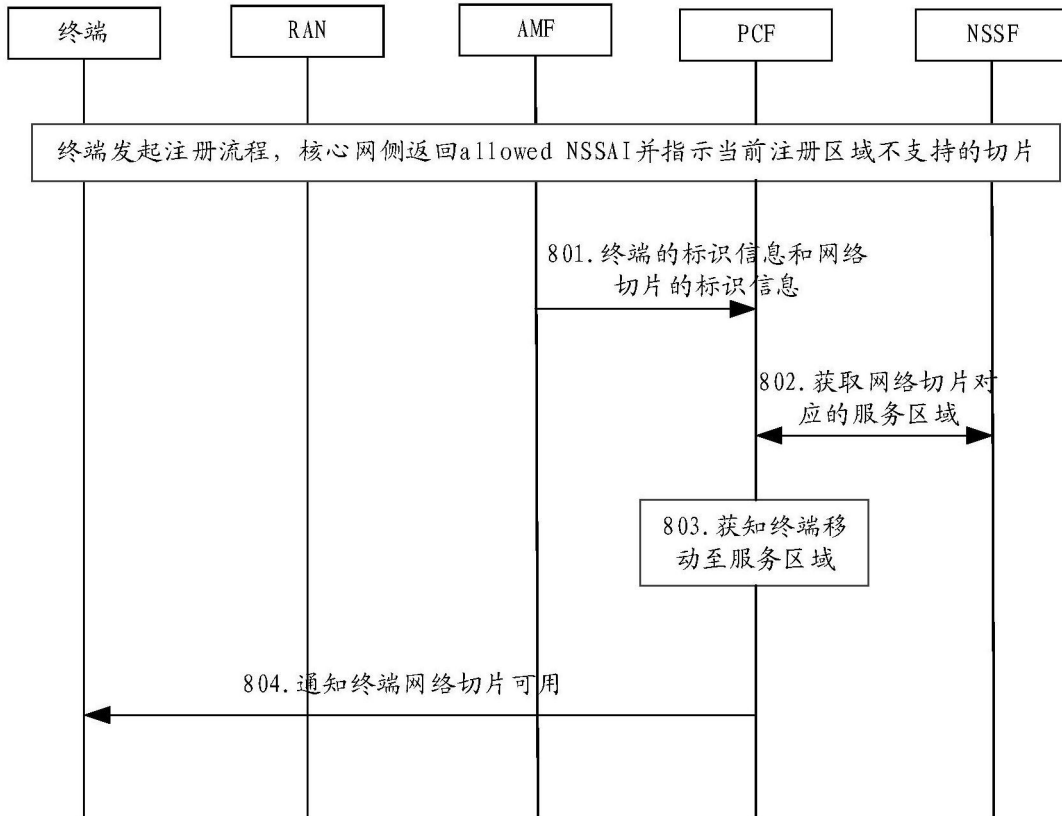 终端
RAN
AMF
PCF
NSSF
终端发起注册流程，核心网侧返回allowed NSSAI并指示当前注册区域不支持的切片
801.终端的标识信息和网络
切片的标识信息
802.获取网络切片对
应的服务区域
803.获知终端移
动至服务区域
804.通知终端网络切片可用